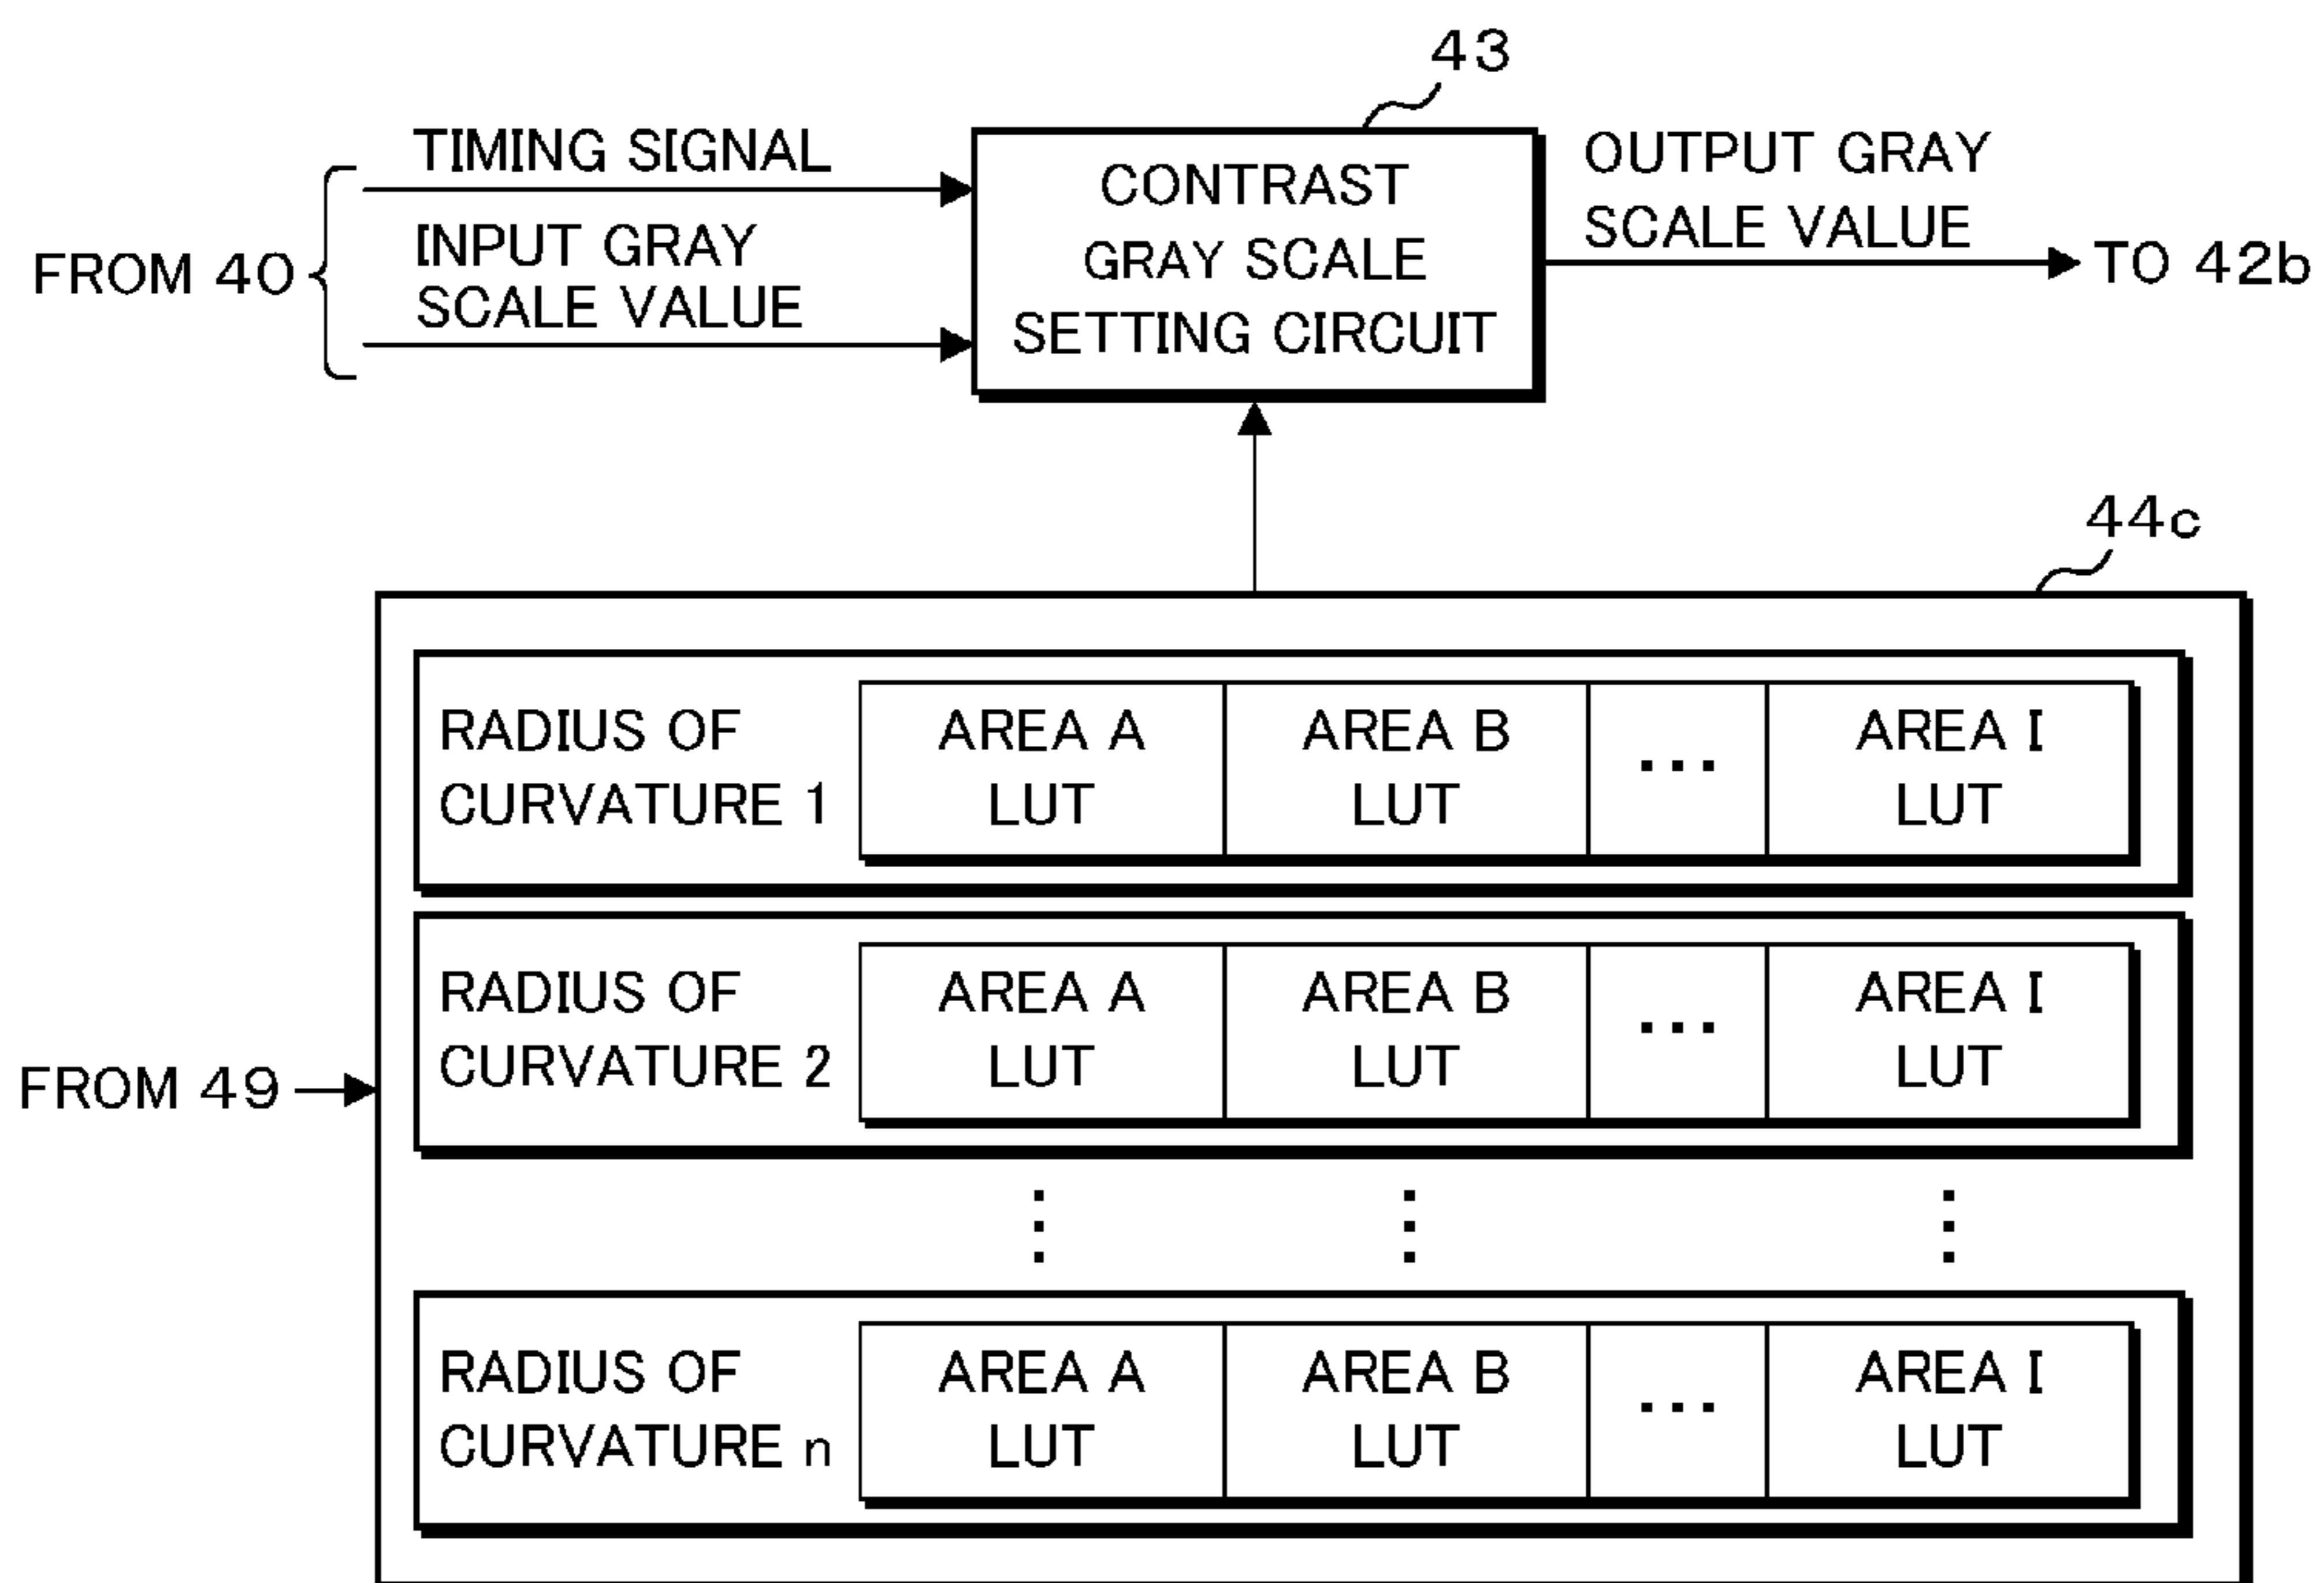 43
TIMING SIGNAL
INPUT GRAY
SCALE VALUE
FROM 40
CONTRAST
GRAY SCALE
SETTING CIRCUIT
OUTPUT GRAY
SCALE VALUE
TO 42b
44c
RADIUS OF
CURVATURE 1
AREA A
LUT
AREA B
LUT
...
AREA I
LUT
RADIUS OF
CURVATURE 2
AREA A
LUT
AREA B
LUT
...
AREA I
LUT
FROM 49
RADIUS OF
CURVATURE n
AREA A
LUT
AREA B
LUT
...
AREA I
LUT